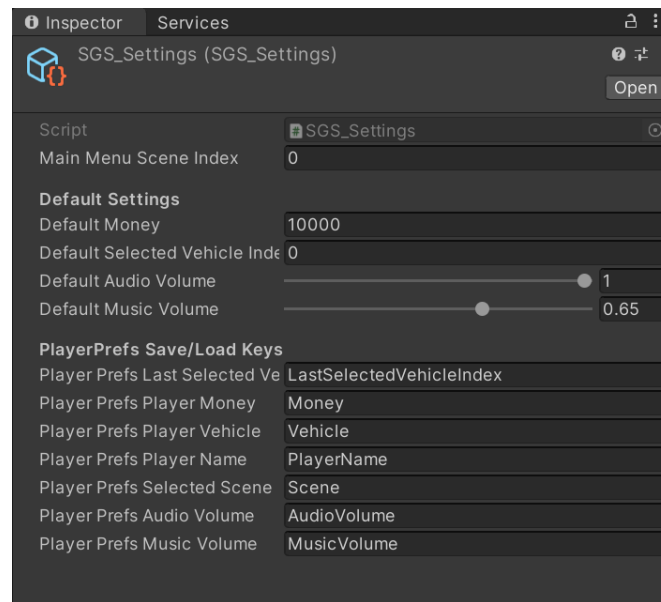 Inspector Services
SGS_Settings (SGS_Settings)
Open
Script SGS_Settings
Main Menu Scene Index 0
Default Settings
Default Money 10000
Default Selected Vehicle Inde 0
Default Audio Volume 1
Default Music Volume 0.65
PlayerPrefs Save/Load Keys
Player Prefs Last Selected Ve LastSelectedVehicleIndex
Player Prefs Player Money Money
Player Prefs Player Vehicle Vehicle
Player Prefs Player Name PlayerName
Player Prefs Selected Scene Scene
Player Prefs Audio Volume AudioVolume
Player Prefs Music Volume MusicVolume